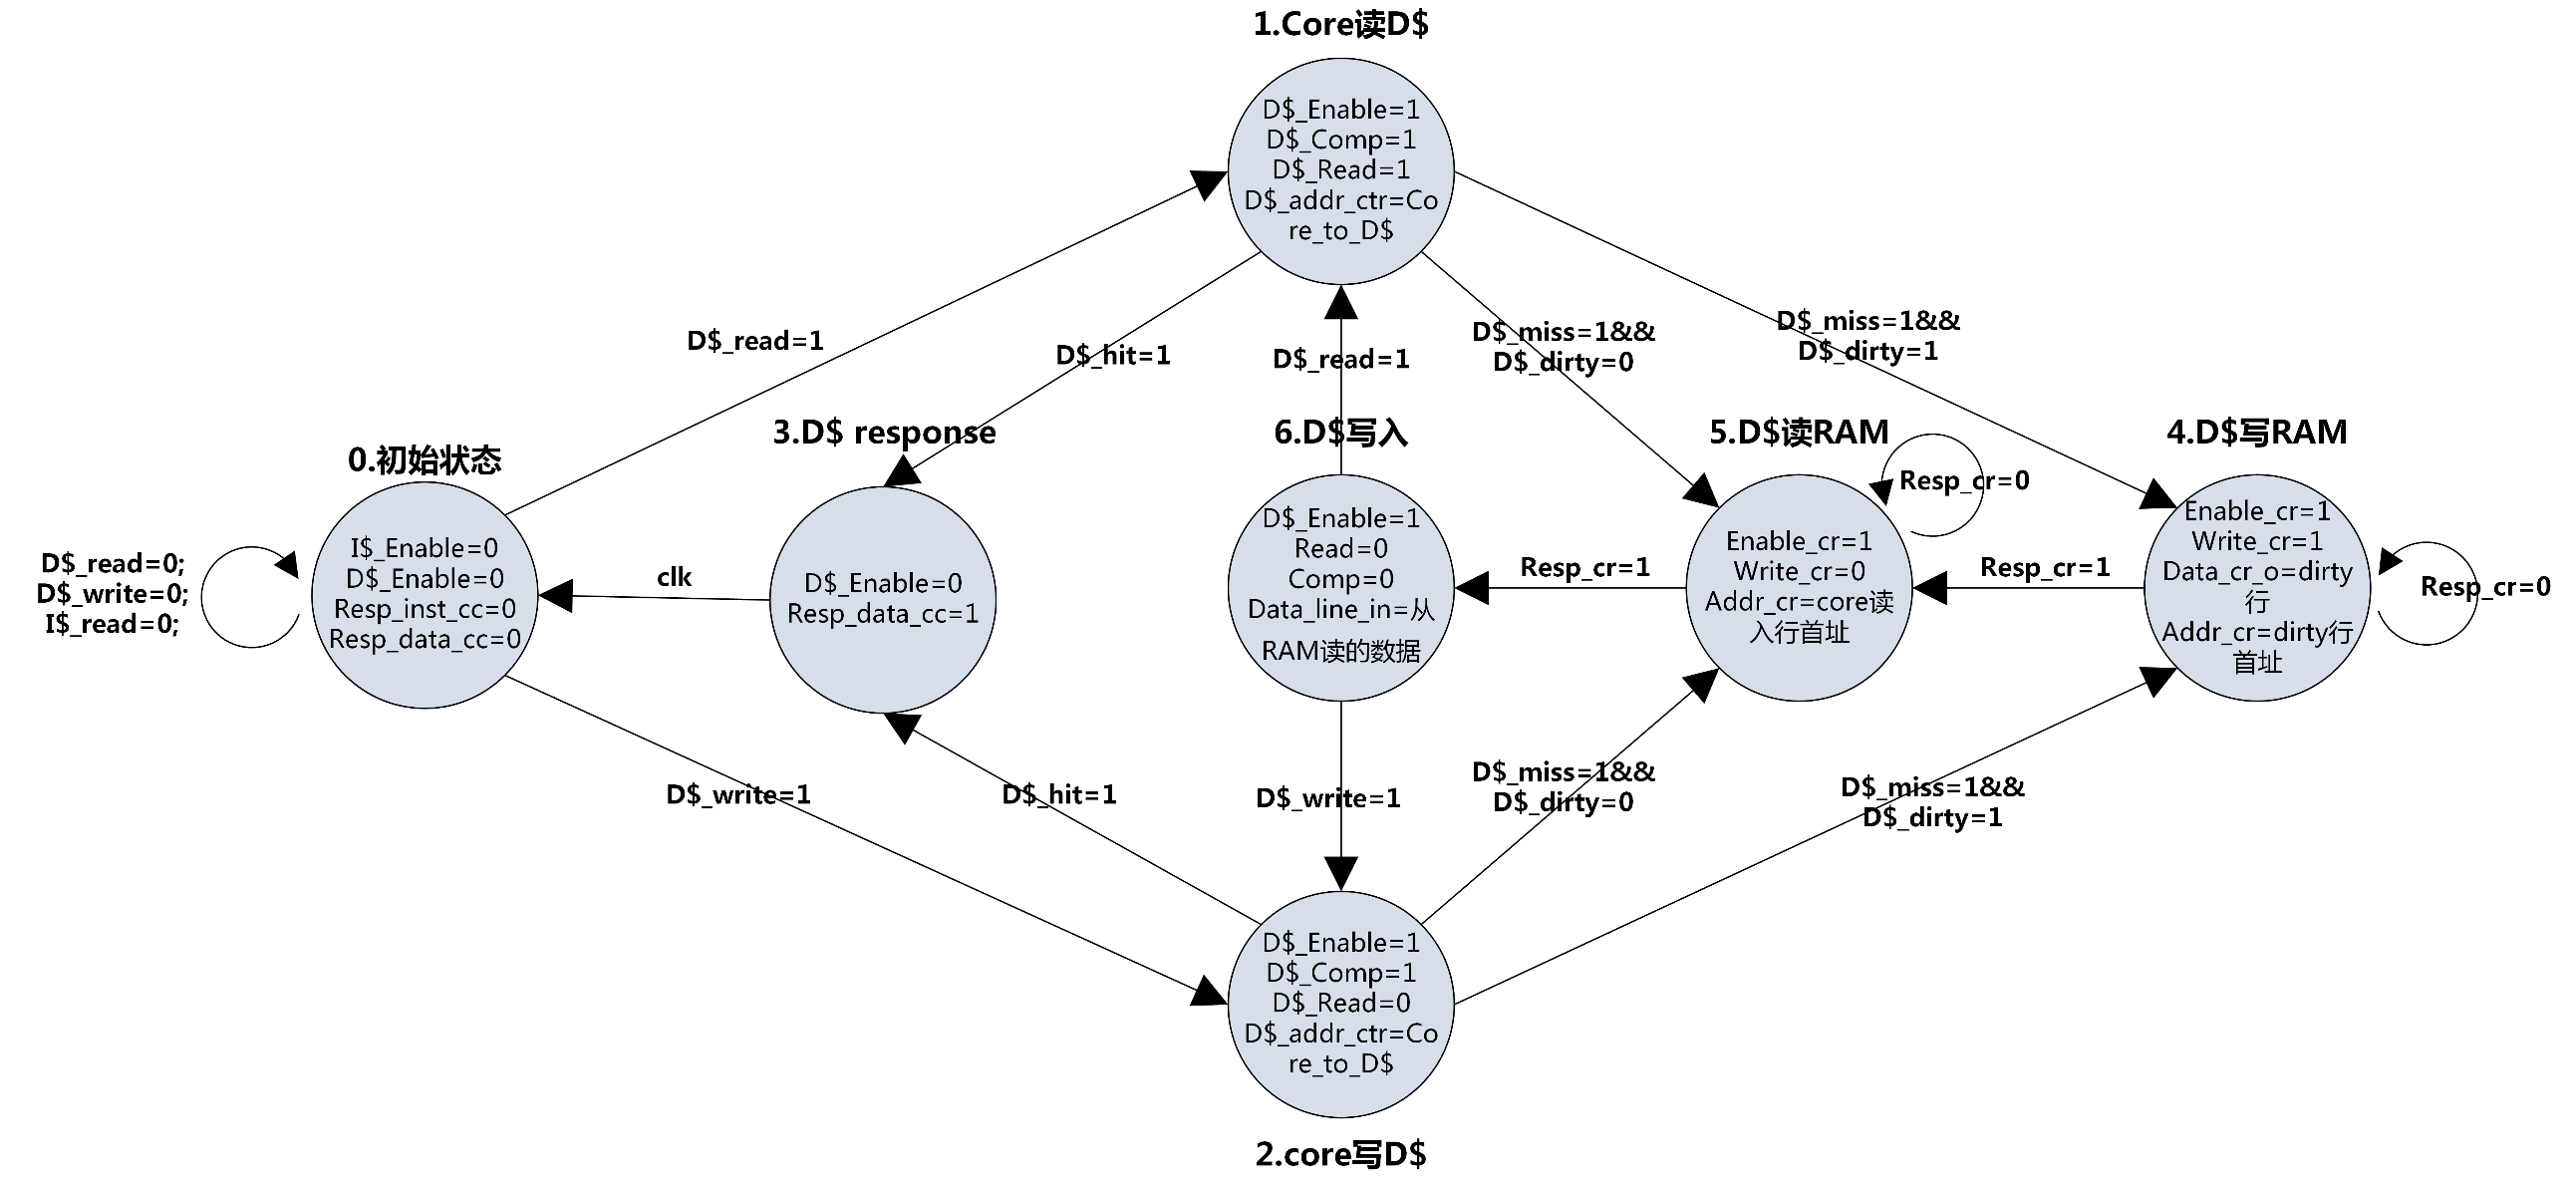 1.Core读D$
D$_Enable=1
D$_Comp=1
D$_Read=1
D$_addr_ctr=Co
re_to_D$
D$_read=1
D$_hit=1
D$_read=1
D$_miss=1&&
D$_dirty=0
D$_miss=1&&
D$_dirty=1
0.初始状态
3.D$ response
6.D$写入
5.D$读RAM
4.D$写RAM
D$_read=0;
D$_write=0;
I$_read=0;
I$_Enable=0
D$_Enable=0
Resp_inst_cc=0
Resp_data_cc=0
clk
D$_Enable=0
Resp_data_cc=1
D$_Enable=1
Read=0
Comp=0
Data_line_in=从
RAM读的数据
Resp_cr=1
Enable_cr=1
Write_cr=0
Addr_cr=core读
入行首址
Resp_cr=0
Resp_cr=1
Enable_cr=1
Write_cr=1
Data_cr_o=dirty
行
Addr_cr=dirty行
首址
Resp_cr=0
D$_write=1
D$_hit=1
D$_write=1
D$_miss=1&&
D$_dirty=0
D$_miss=1&&
D$_dirty=1
D$_Enable=1
D$_Comp=1
D$_Read=0
D$_addr_ctr=Co
re_to_D$
2.core写D$